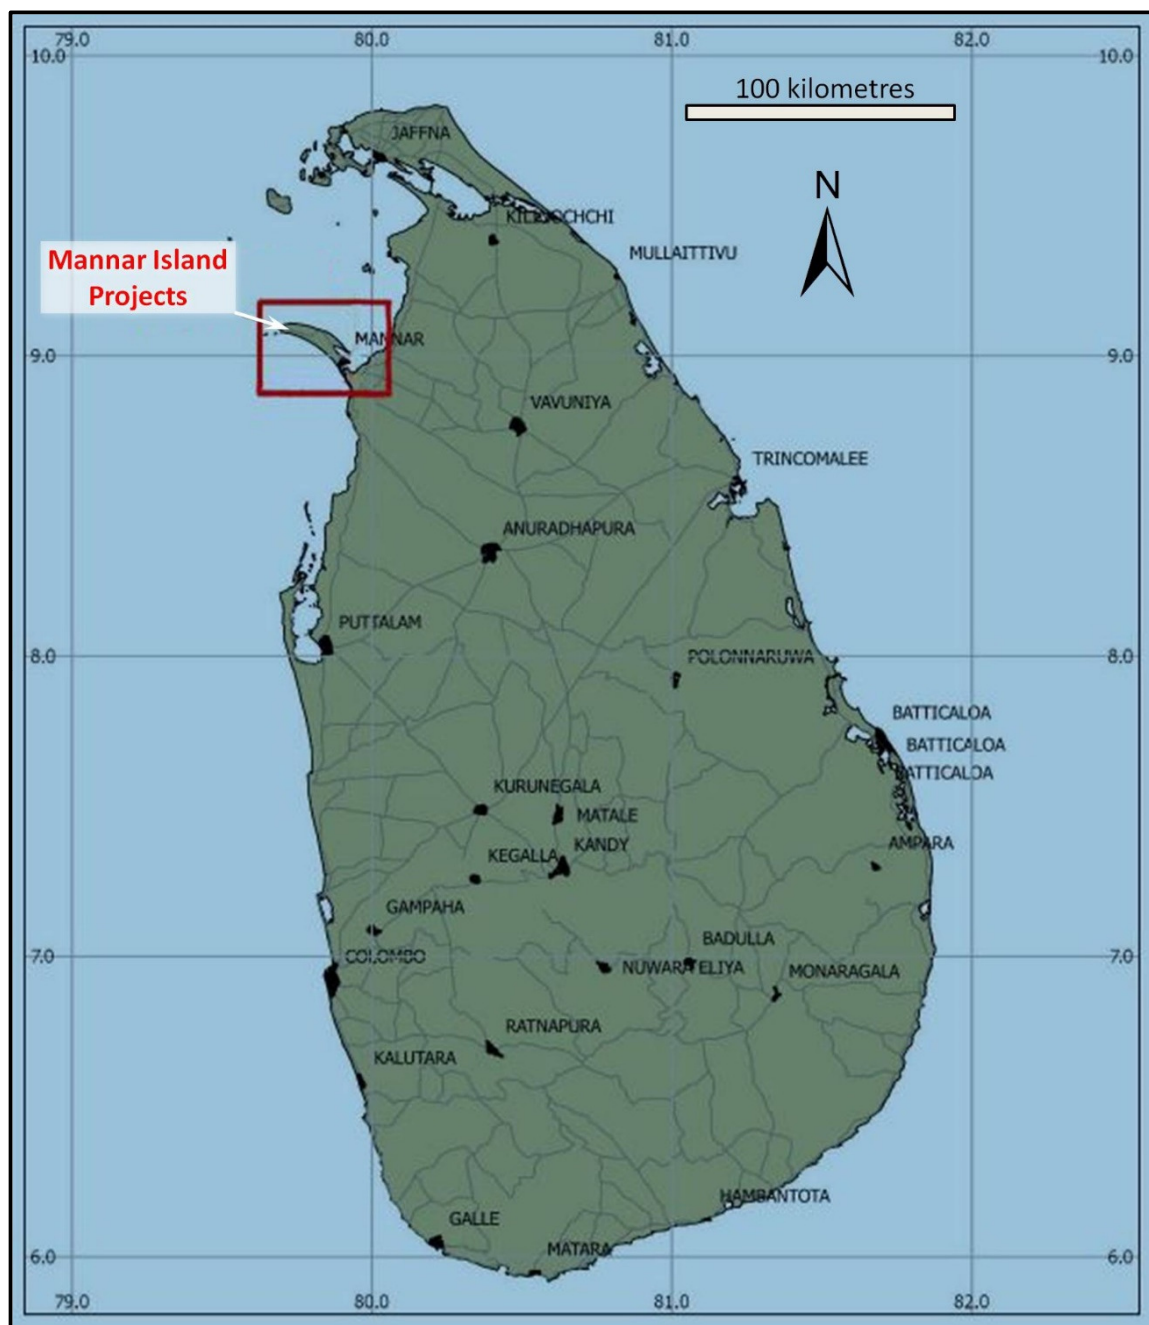 79.0
80.0
81.0
82.0
10.0
10.0
100 kilometres
JAFFNA
N
KILINOCHCHI
MULLAITTIVU
Mannar Island
Projects
MANNAR
9.0
9.0
VAVUNIYA
TRINCOMALEE
ANURADHAPURA
PUTTALAM
8.0
POLONNARUWA
8.0
BATTICALOA
BATTICALOA
BATTICALOA
KURUNEGALA
MATALE
KANDY
AMPARA
KEGALLA
GAMPAHA
BADULLA
7.0
COLOMBO
NUWARA ELIYA
MONARAGALA
7.0
RATNAPURA
KALUTARA
HAMBANTOTA
GALLE
MATARA
6.0
6.0
79.0
80.0
81.0
82.0